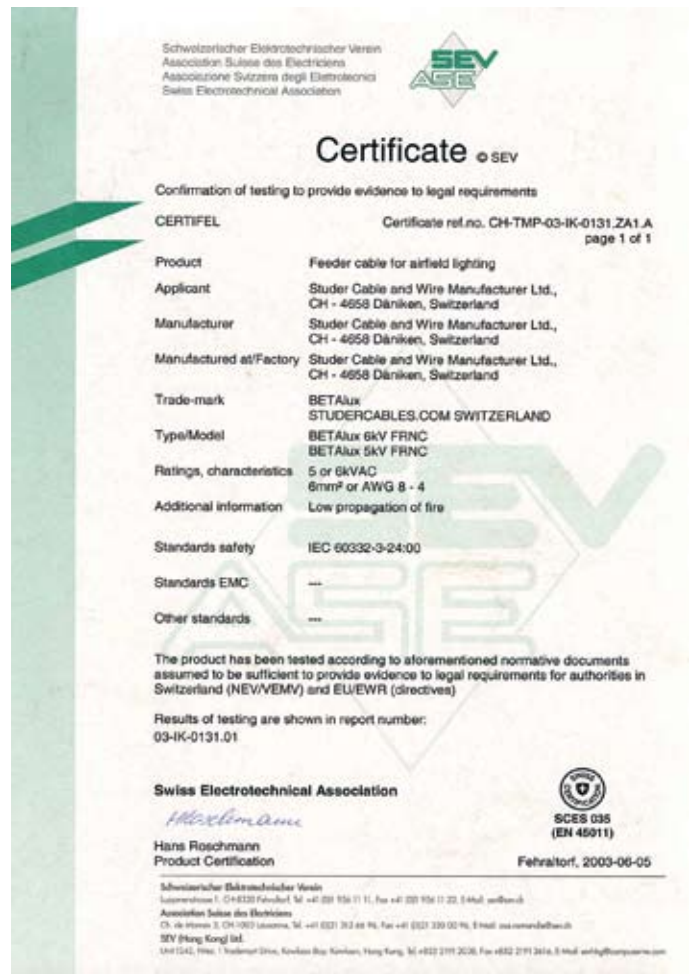 Schweizerischer Elektrotechnischer Verein
Association Suisse des Electriciens
Associazione Svizzera degli Elettrotecnici
Swiss Electrotechnical Association
SEV
ASE
Certificate © SEV
Confirmation of testing to provide evidence to legal requirements
CERTIFEL Certificate ref.no. CH-TMP-03-IK-0131.ZA1.A
page 1 of 1
Product Feeder cable for airfield lighting
Applicant Studer Cable and Wire Manufacturer Ltd.,
CH - 4658 Däniken, Switzerland
Manufacturer Studer Cable and Wire Manufacturer Ltd.,
CH - 4658 Däniken, Switzerland
Manufactured at/Factory Studer Cable and Wire Manufacturer Ltd.,
CH - 4658 Däniken, Switzerland
Trade-mark BETAlux
STUDERCABLES.COM SWITZERLAND
Type/Model BETAlux 6kV FRNC
BETAlux 5kV FRNC
Ratings, characteristics 5 or 6kVAC
6mm² or AWG 8 - 4
Additional information Low propagation of fire
Standards safety IEC 60332-3-24:00
Standards EMC ---
Other standards ---
The product has been tested according to aforementioned normative documents
assumed to be sufficient to provide evidence to legal requirements for authorities in
Switzerland (NEV/VEMV) and EU/EWR (directives)
Results of testing are shown in report number:
03-IK-0131.01
Swiss Electrotechnical Association
SWISS
CERTIFICATION
SCES 035
(EN 45011)
Hans Roschmann
Product Certification Fehraltorf, 2003-06-05
Schweizerischer Elektrotechnischer Verein
Association Suisse des Electriciens
SEV (Hong Kong) Ltd.